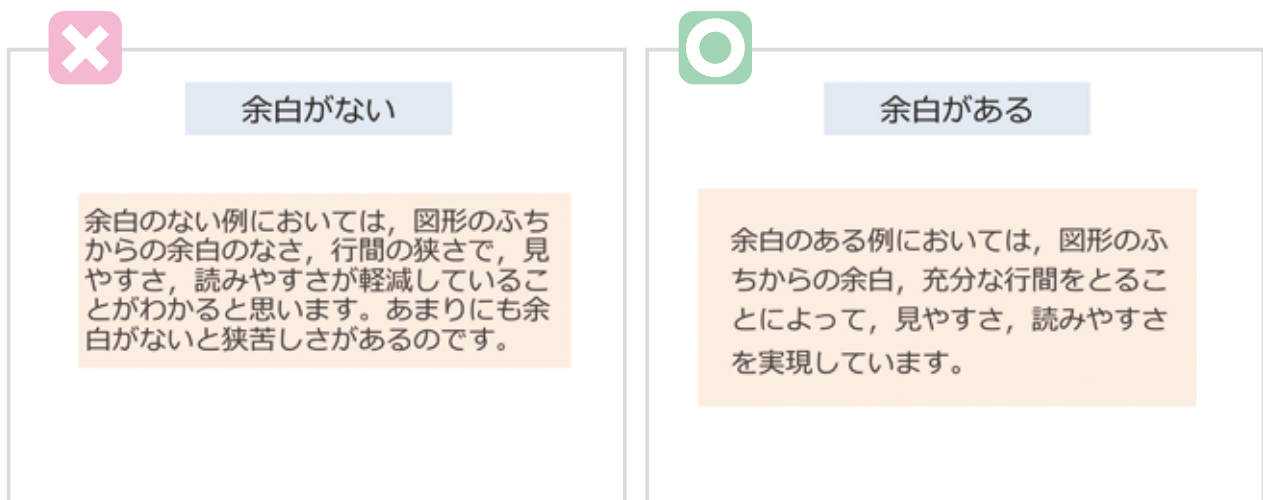 余白がない
余白のない例においては，図形のふち
からの余白のなさ，行間の狭さで，見
やすさ，読みやすさが軽減しているこ
とがわかると思います。あまりにも余
白がないと狭苦しさがあるのです。
余白がある
余白のある例においては，図形のふ
ちからの余白，充分な行間をとるこ
とによって，見やすさ，読みやすさ
を実現しています。